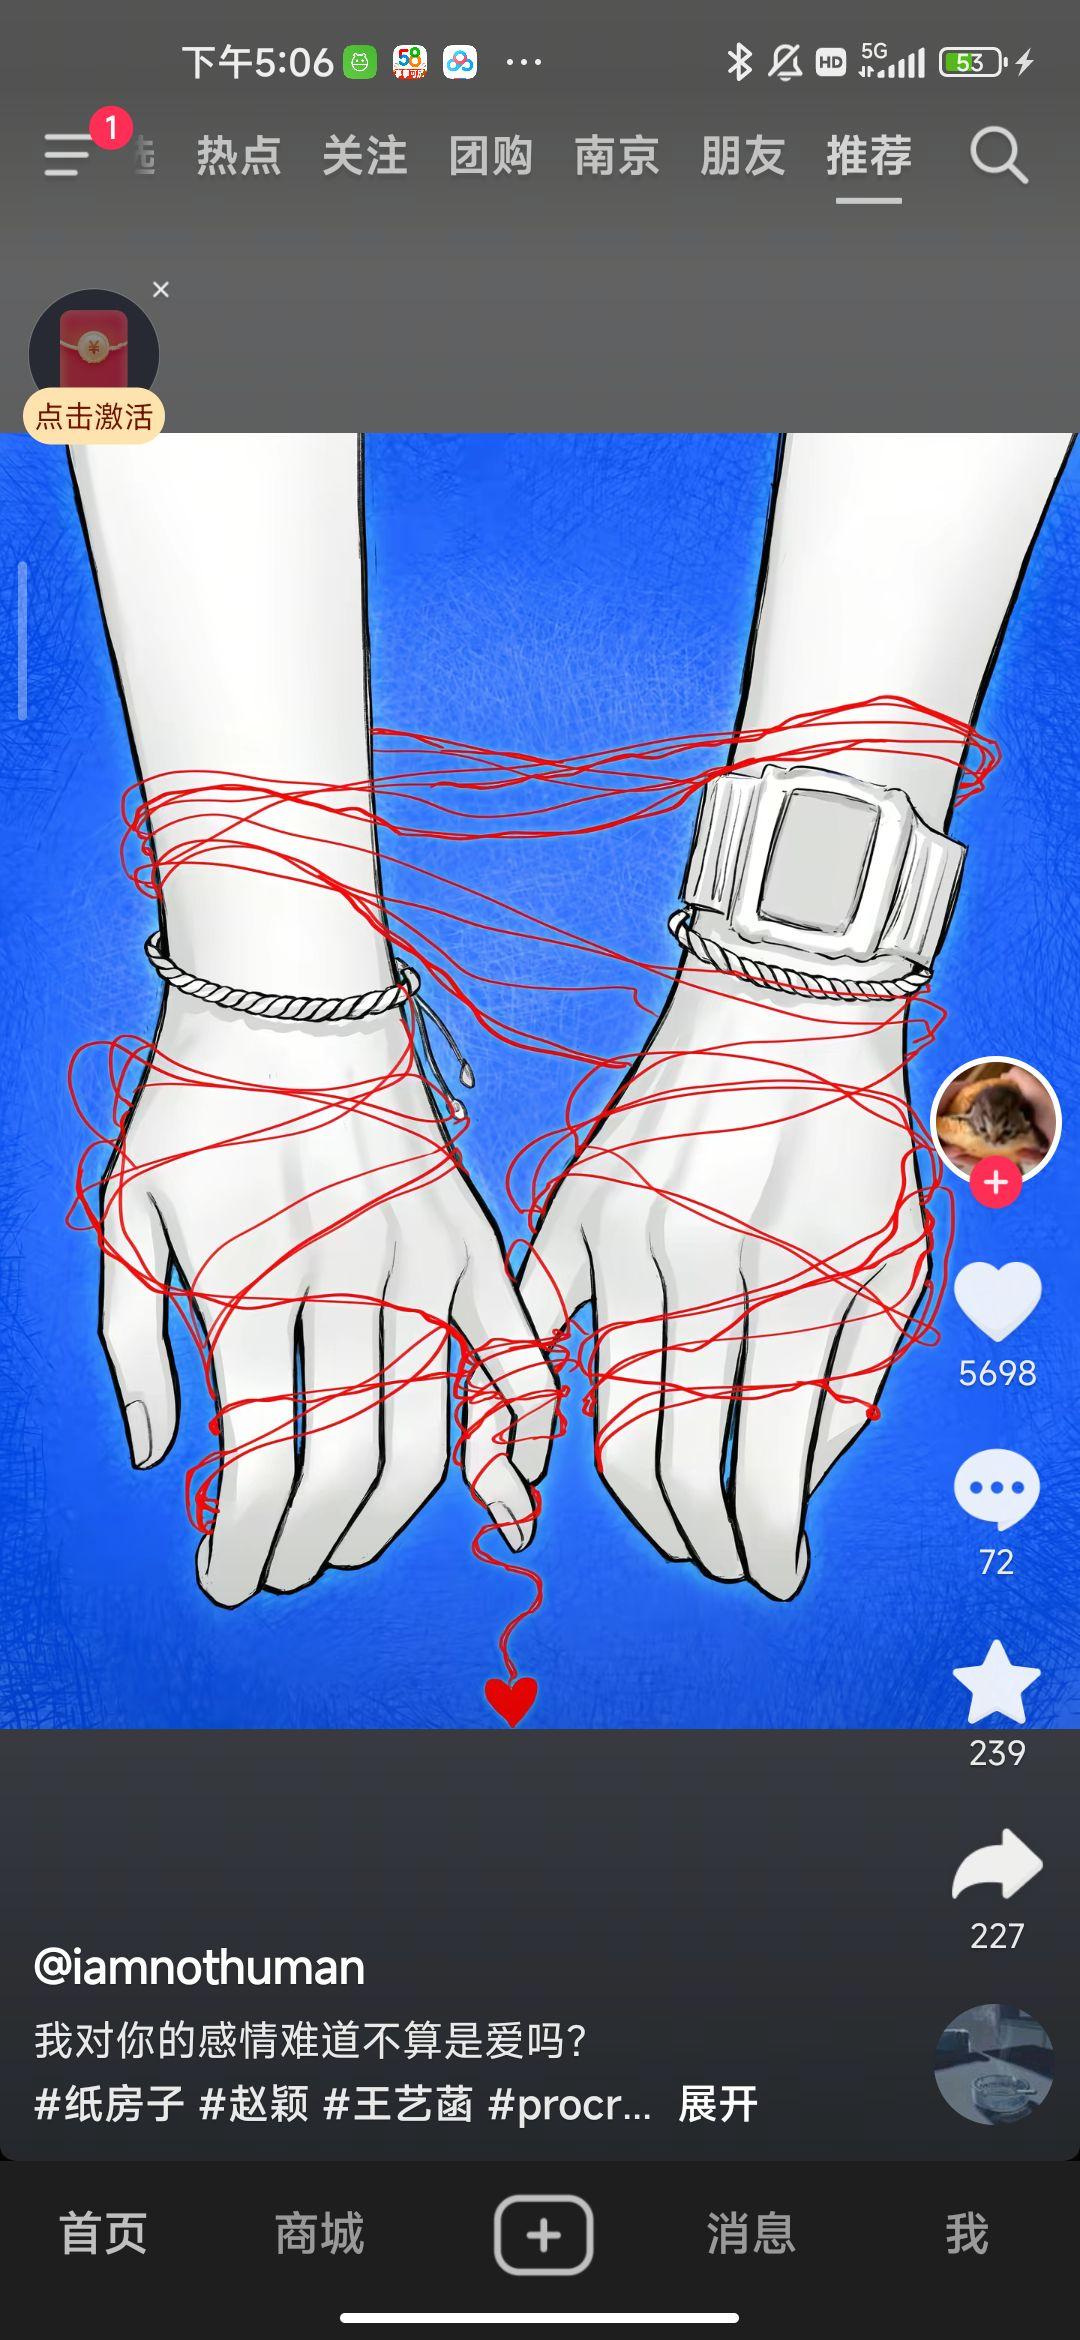 下午5:06 58 ... HD 5G 53
1
选 热点 关注 团购 南京 朋友 推荐
¥
点击激活
5698
72
239
227
@iamnothuman
我对你的感情难道不算是爱吗？
#纸房子 #赵颖 #王艺菡 #procr... 展开
首页 商城 消息 我